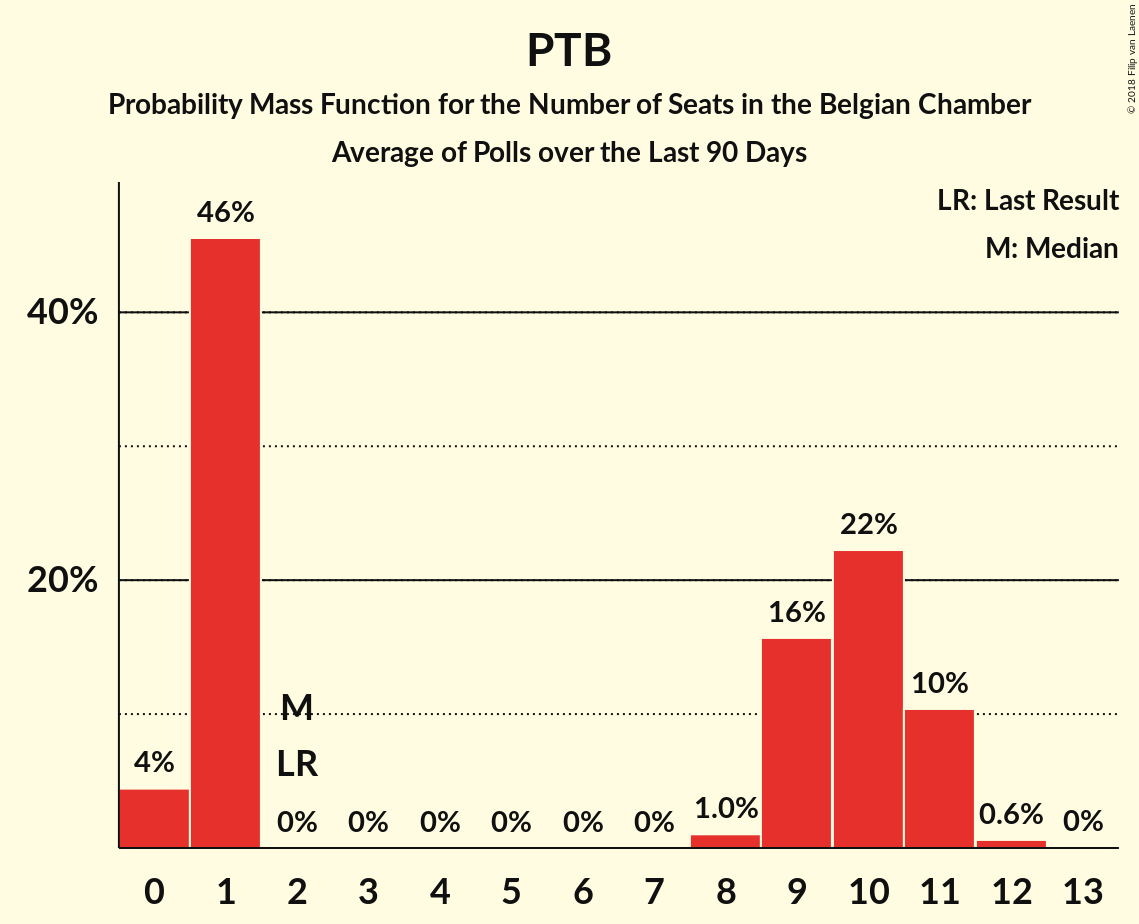 PTB
Probability Mass Function for the Number of Seats in the Belgian Chamber
Average of Polls over the Last 90 Days
© 2018 Filip van Laenen
LR: Last Result
M: Median
40%
20%
46%
22%
16%
10%
4%
M
LR
0% 0% 0% 0% 0% 0% 1.0% 0.6% 0%
0 1 2 3 4 5 6 7 8 9 10 11 12 13